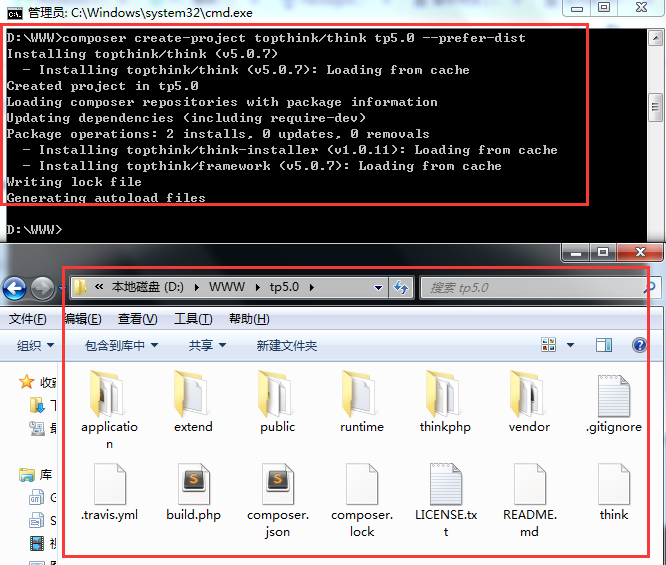 管理员: C:\Windows\system32\cmd.exe
D:\WWW>composer create-project topthink/think tp5.0 --prefer-dist
Installing topthink/think (v5.0.7)
  - Installing topthink/think (v5.0.7): Loading from cache
Created project in tp5.0
Loading composer repositories with package information
Updating dependencies (including require-dev)
Package operations: 2 installs, 0 updates, 0 removals
  - Installing topthink/think-installer (v1.0.11): Loading from cache
  - Installing topthink/framework (v5.0.7): Loading from cache
Writing lock file
Generating autoload files
D:\WWW>
« 本地磁盘 (D:) ▸ WWW ▸ tp5.0 ▸ 搜索 tp5.0
文件(F) 编辑(E) 查看(V) 工具(T) 帮助(H)
组织 包含到库中 共享 新建文件夹
收藏
库
application
extend
public
runtime
thinkphp
vendor
.gitignore
.travis.yml
build.php
composer.json
composer.lock
LICENSE.txt
README.md
think